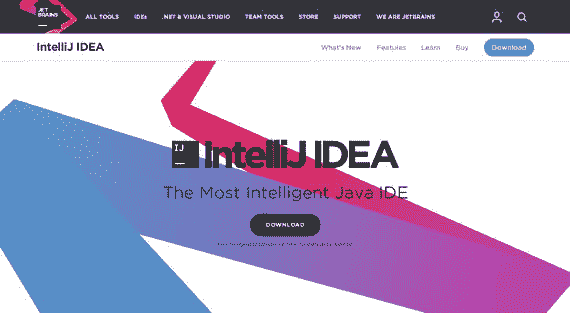 JET
BRAINS
ALL TOOLS IDEs .NET & VISUAL STUDIO TEAM TOOLS STORE SUPPORT WE ARE JETBRAINS
IntelliJ IDEA What's New Features Learn Buy Download
IJ IntelliJ IDEA
The Most Intelligent Java IDE
DOWNLOAD